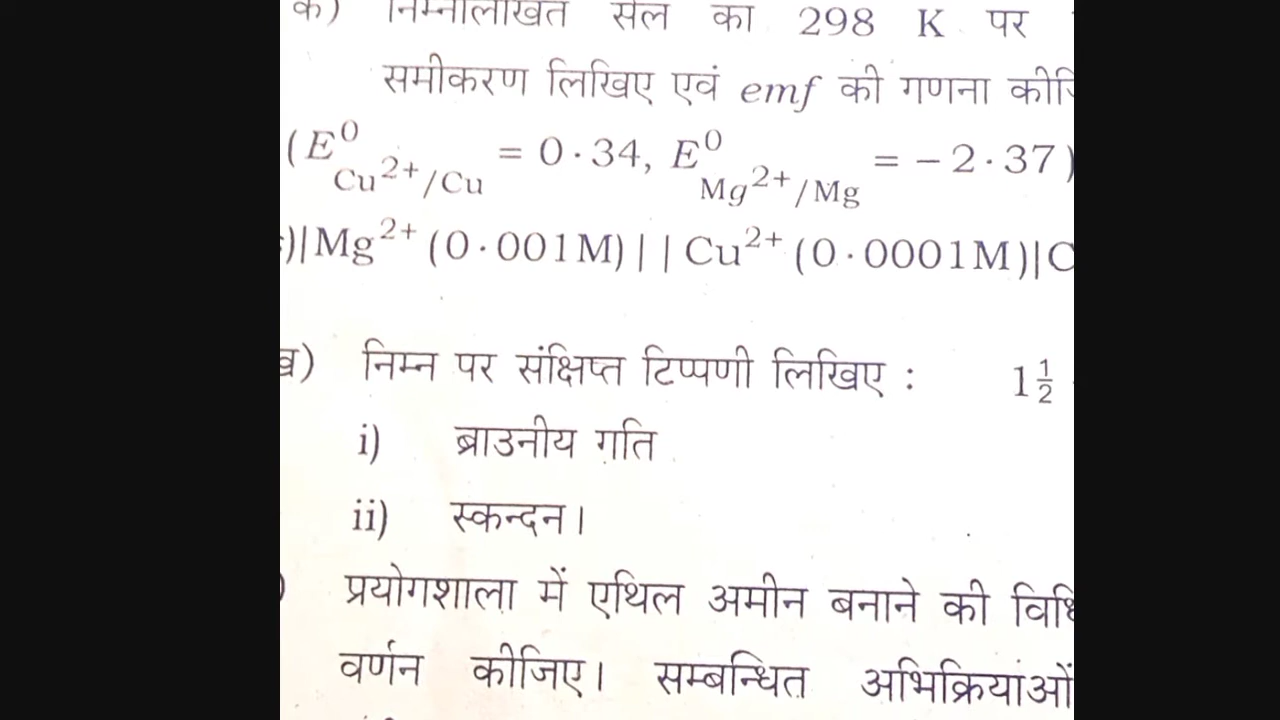 क) निम्नलिखित सेल का 298 K पर
समीकरण लिखिए एवं emf की गणना
(E⁰Cu²⁺/Cu = 0·34, E⁰Mg²⁺/Mg = – 2·37)
)|Mg²⁺ (0·001M)||Cu²⁺ (0·0001M)|C
ख) निम्न पर संक्षिप्त टिप्पणी लिखिए : 1½
i) ब्राउनीय गति
ii) स्कन्दन।
) प्रयोगशाला में एथिल अमीन बनाने की
वर्णन कीजिए। सम्बन्धित अभिक्रियाओं